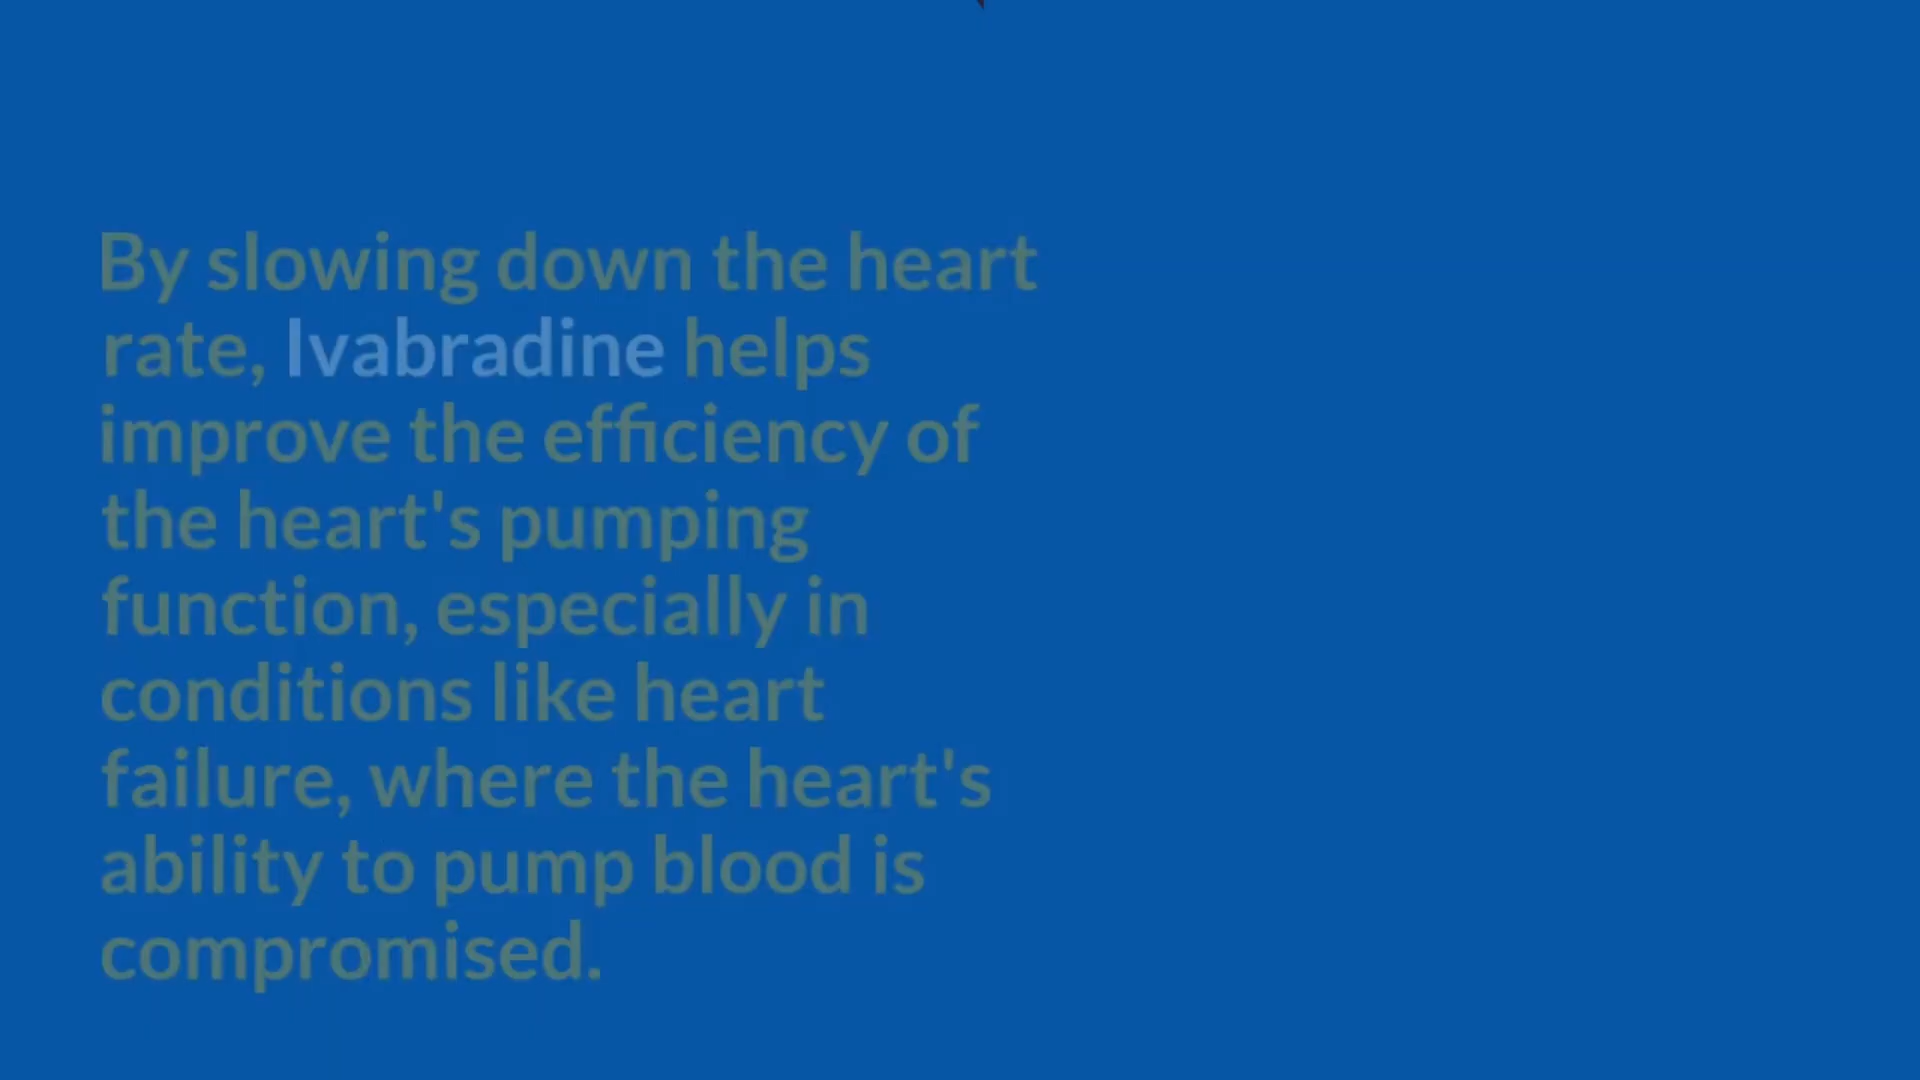 By slowing down the heart
rate, Ivabradine helps
improve the efficiency of
the heart's pumping
function, especially in
conditions like heart
failure, where the heart's
ability to pump blood is
compromised.